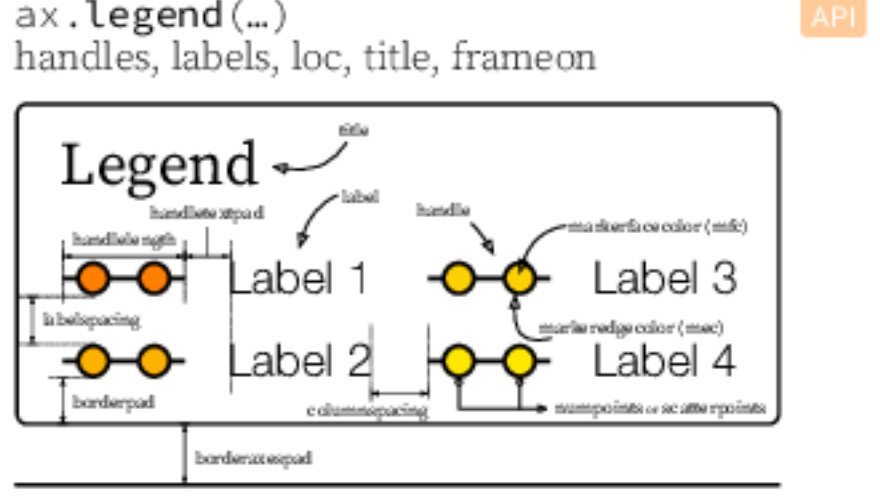 ax.legend(…)
API
handles, labels, loc, title, frameon
title
Legend
label
handletextpad
handle
markerfacecolor (mfc)
handlelength
Label 1
Label 3
labelspacing
markeredgecolor (mec)
Label 2
Label 4
borderpad
columnspacing
numpoints or scatterpoints
borderaxespad